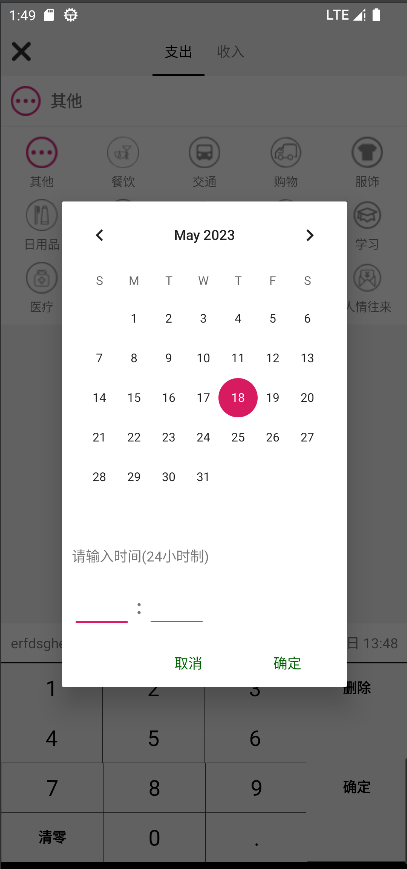 1:49 LTE
支出 收入
其他
其他 餐饮 交通 购物 服饰
日用品 学习
医疗 人情往来
May 2023
S M T W T F S
1 2 3 4 5 6
7 8 9 10 11 12 13
14 15 16 17 18 19 20
21 22 23 24 25 26 27
28 29 30 31
请输入时间(24小时制)
:
取消 确定
erfdsghe 日 13:48
1 2 3 删除
4 5 6
7 8 9 确定
清零 0 .